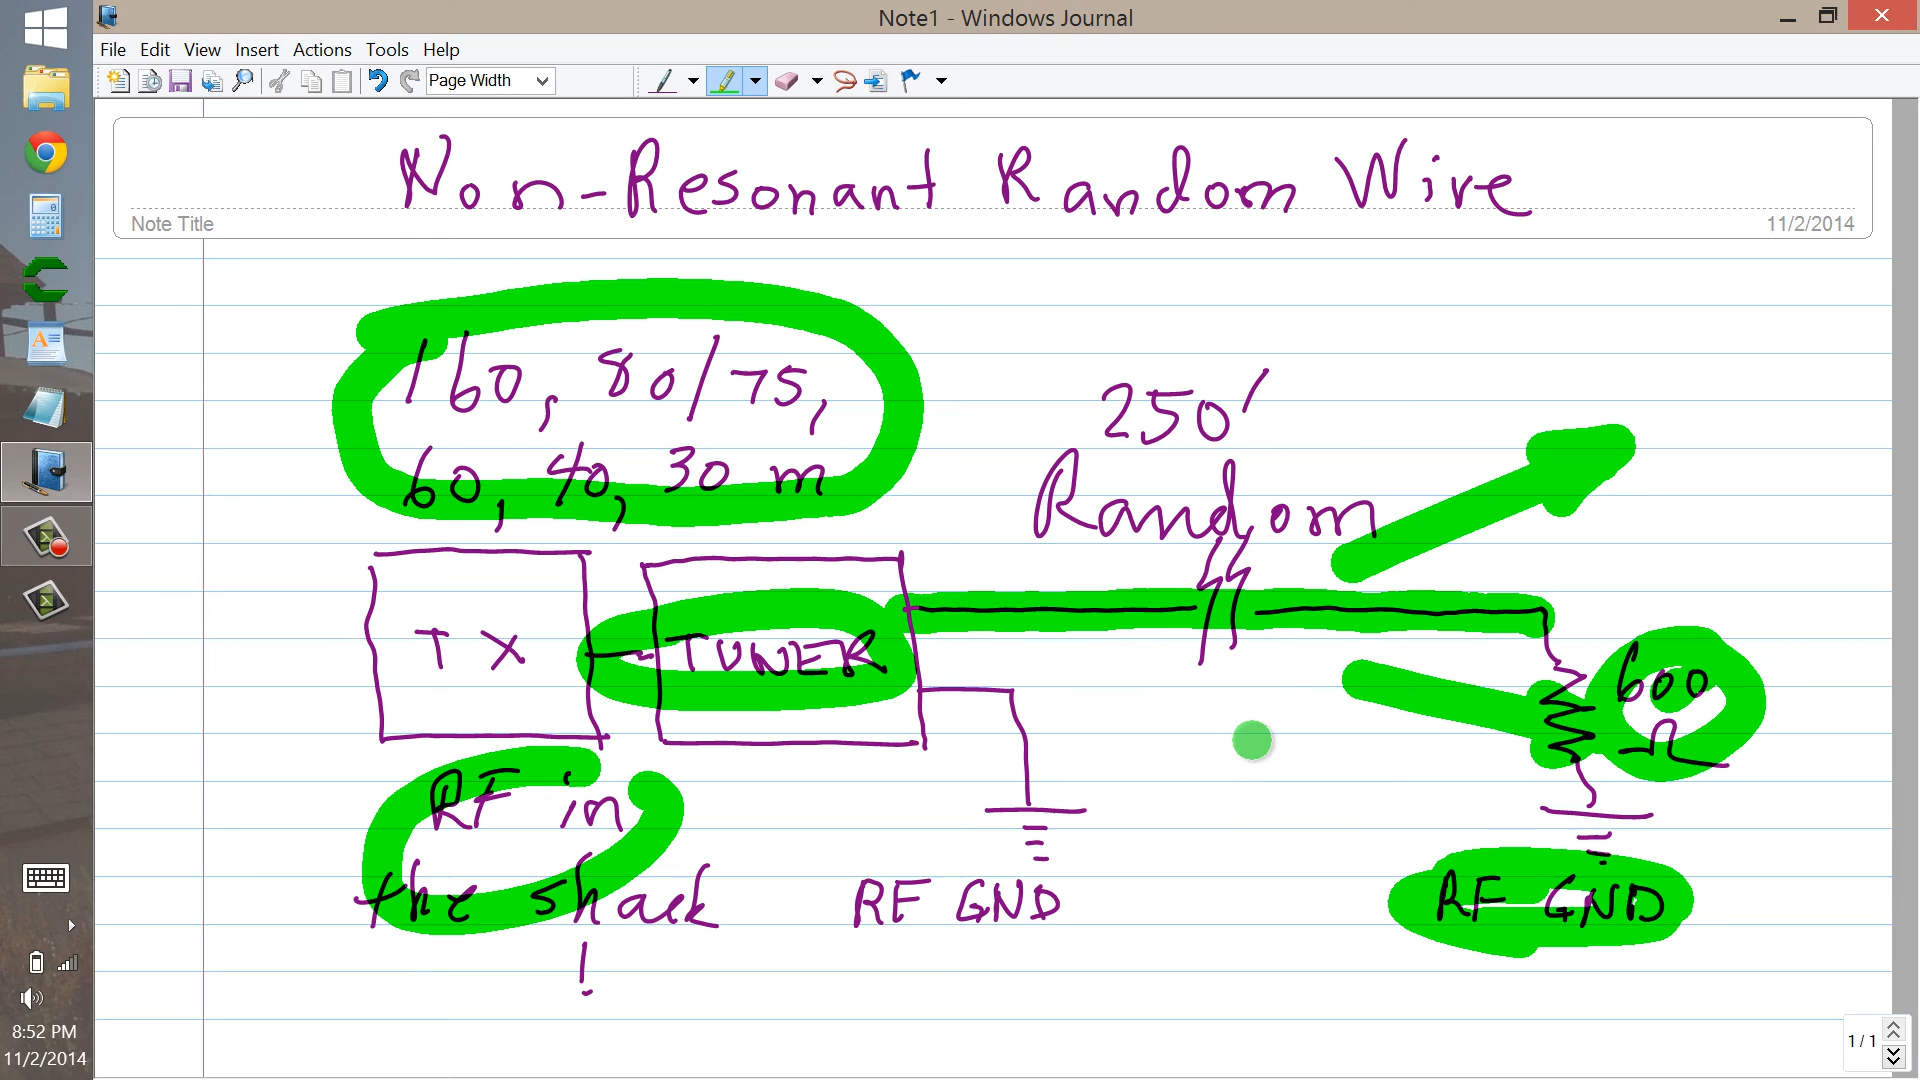 Note1 - Windows Journal
File Edit View Insert Actions Tools Help
Page Width
Non-Resonant Random Wire
Note Title
11/2/2014
160, 80/75,
60, 40, 30 m
250'
Random
TX
TUNER
600
Ω
RF in
the shack
!
RF GND
RF GND
8:52 PM
11/2/2014
1 / 1